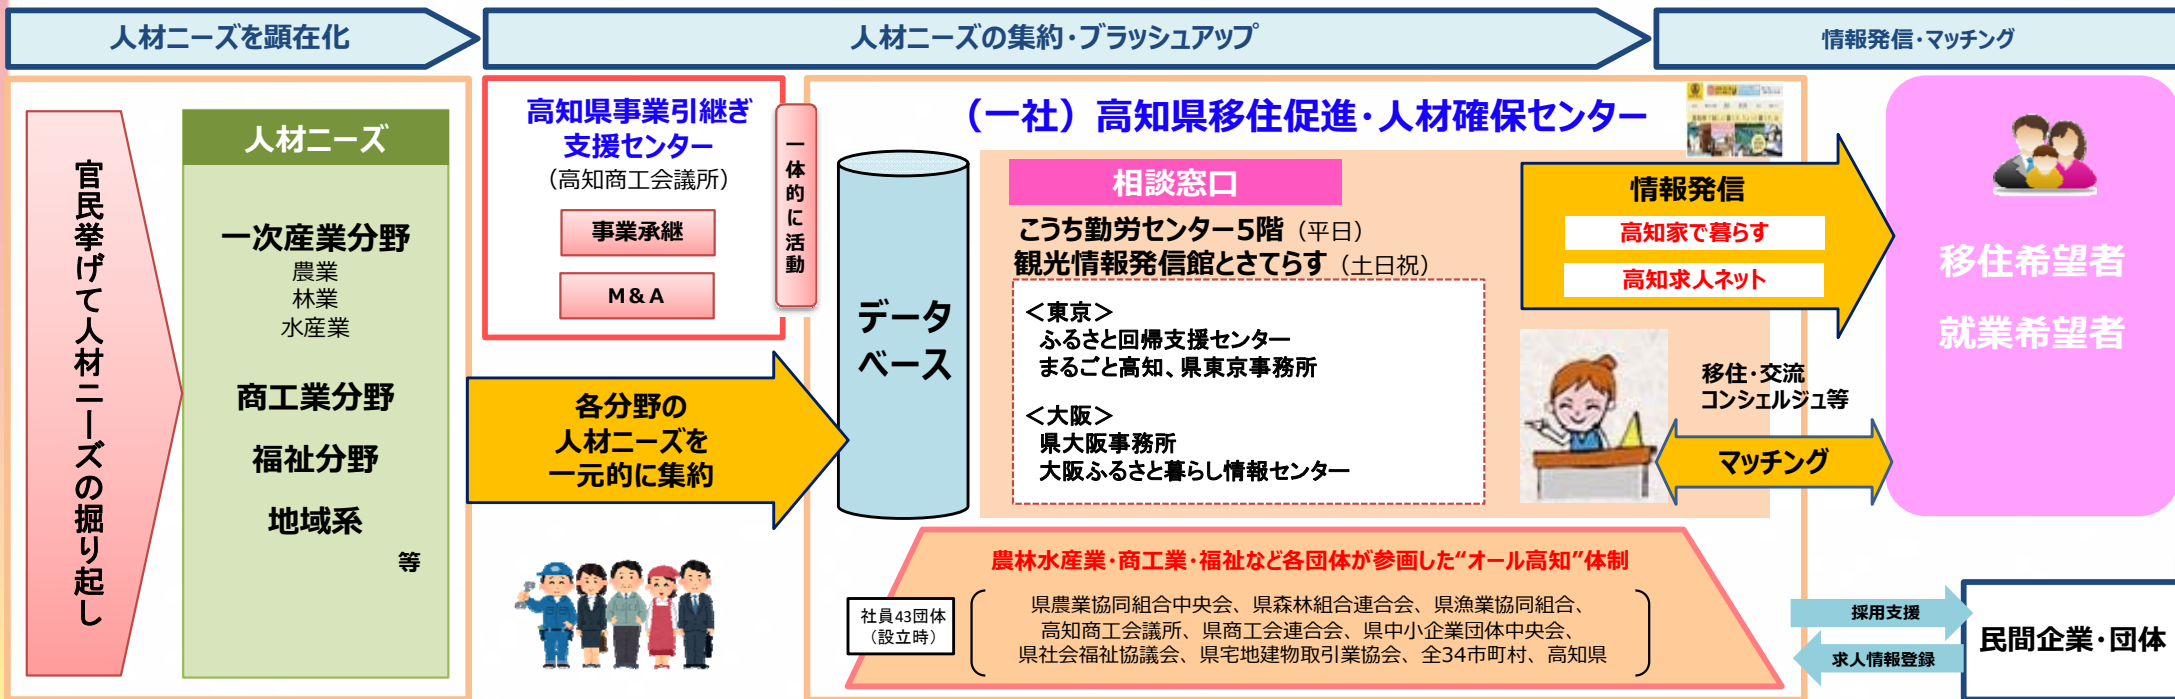 人材ニーズを顕在化
人材ニーズの集約・ブラッシュアップ
情報発信・マッチング
官民挙げて人材ニーズの掘り起し
人材ニーズ
一次産業分野
農業
林業
水産業
商工業分野
福祉分野
地域系
等
高知県事業引継ぎ
支援センター
（高知商工会議所）
事業承継
M＆A
一体的に活動
各分野の
人材ニーズを
一元的に集約
（一社）高知県移住促進・人材確保センター
データ
ベース
相談窓口
こうち勤労センター5階（平日）
観光情報発信館とさてらす（土日祝）
＜東京＞
ふるさと回帰支援センター
まるごと高知、県東京事務所
＜大阪＞
県大阪事務所
大阪ふるさと暮らし情報センター
情報発信
高知家で暮らす
高知求人ネット
移住・交流
コンシェルジュ等
マッチング
移住希望者
就業希望者
農林水産業・商工業・福祉など各団体が参画した“オール高知”体制
社員43団体
（設立時）
県農業協同組合中央会、県森林組合連合会、県漁業協同組合、
高知商工会議所、県商工会連合会、県中小企業団体中央会、
県社会福祉協議会、県宅地建物取引業協会、全34市町村、高知県
採用支援
求人情報登録
民間企業・団体